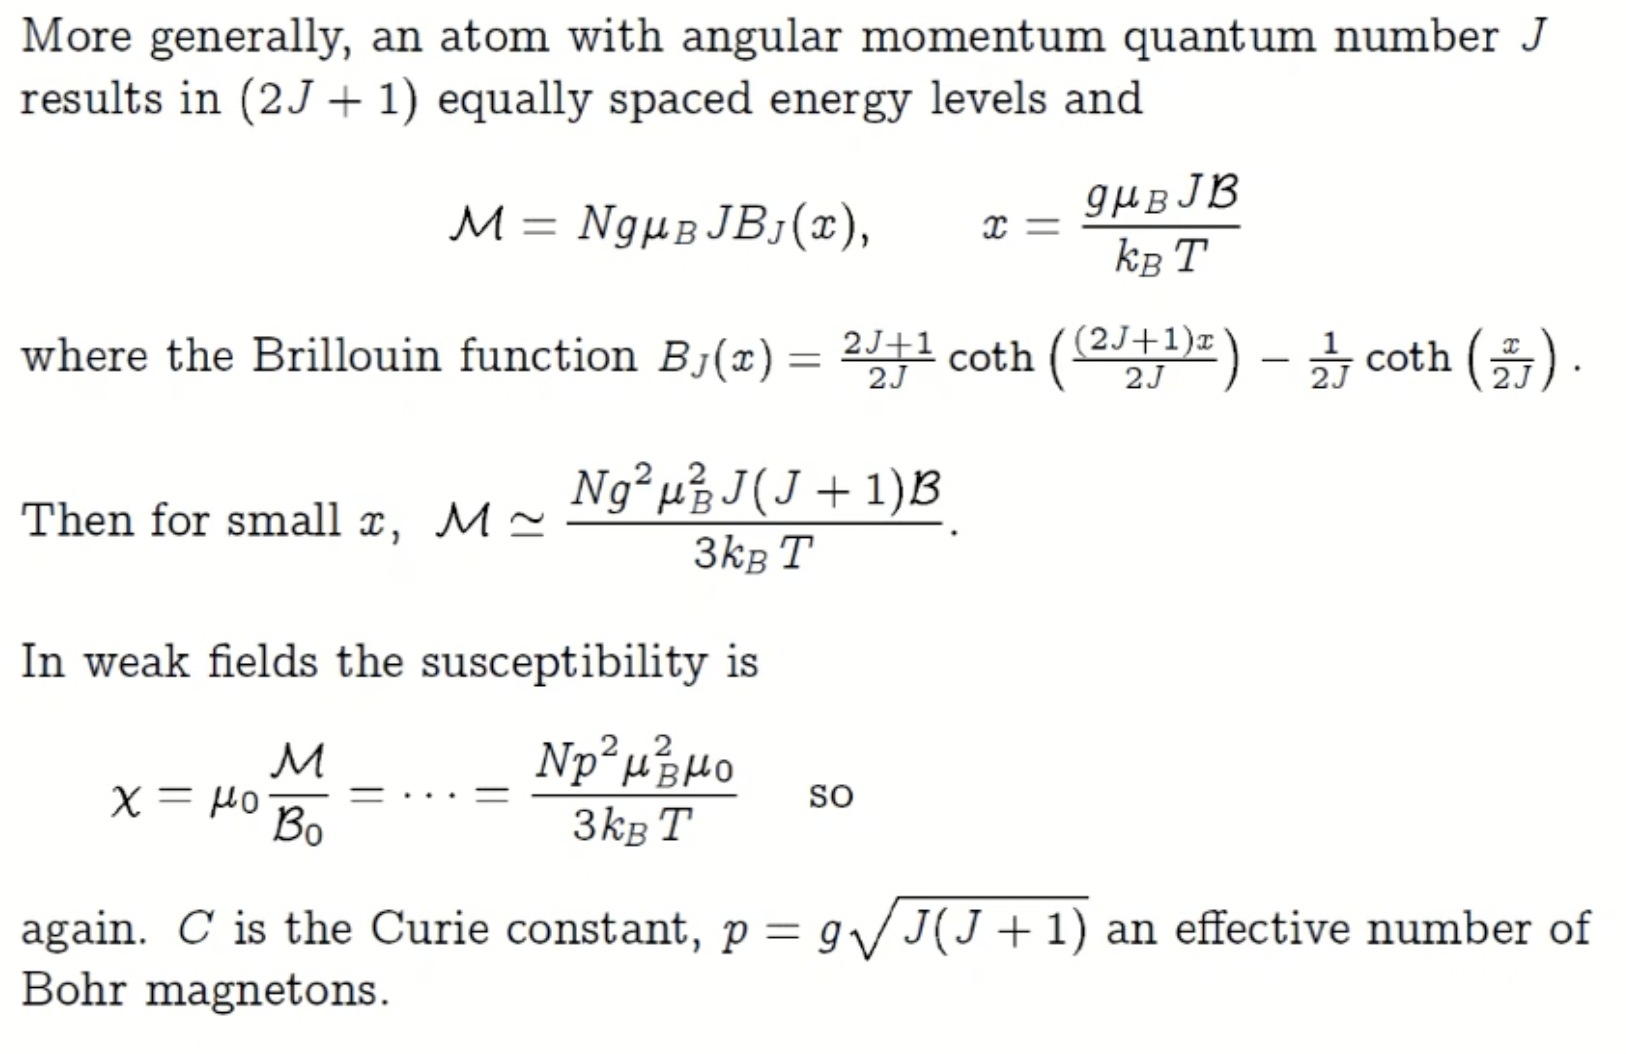 More generally, an atom with angular momentum quantum number J
results in (2J + 1) equally spaced energy levels and
$\mathcal{M} = Ng\mu_B JB_J(x), \qquad x = \frac{g\mu_B J\mathcal{B}}{k_B T}$
where the Brillouin function $B_J(x) = \frac{2J+1}{2J} \coth\left(\frac{(2J+1)x}{2J}\right) - \frac{1}{2J} \coth\left(\frac{x}{2J}\right).$
Then for small x, $\mathcal{M} \simeq \frac{Ng^2\mu_B^2 J(J+1)\mathcal{B}}{3k_B T}.$
In weak fields the susceptibility is
$\chi = \mu_0 \frac{\mathcal{M}}{\mathcal{B}_0} = \cdots = \frac{Np^2\mu_B^2\mu_0}{3k_B T}$ so
again. C is the Curie constant, $p = g\sqrt{J(J+1)}$ an effective number of
Bohr magnetons.